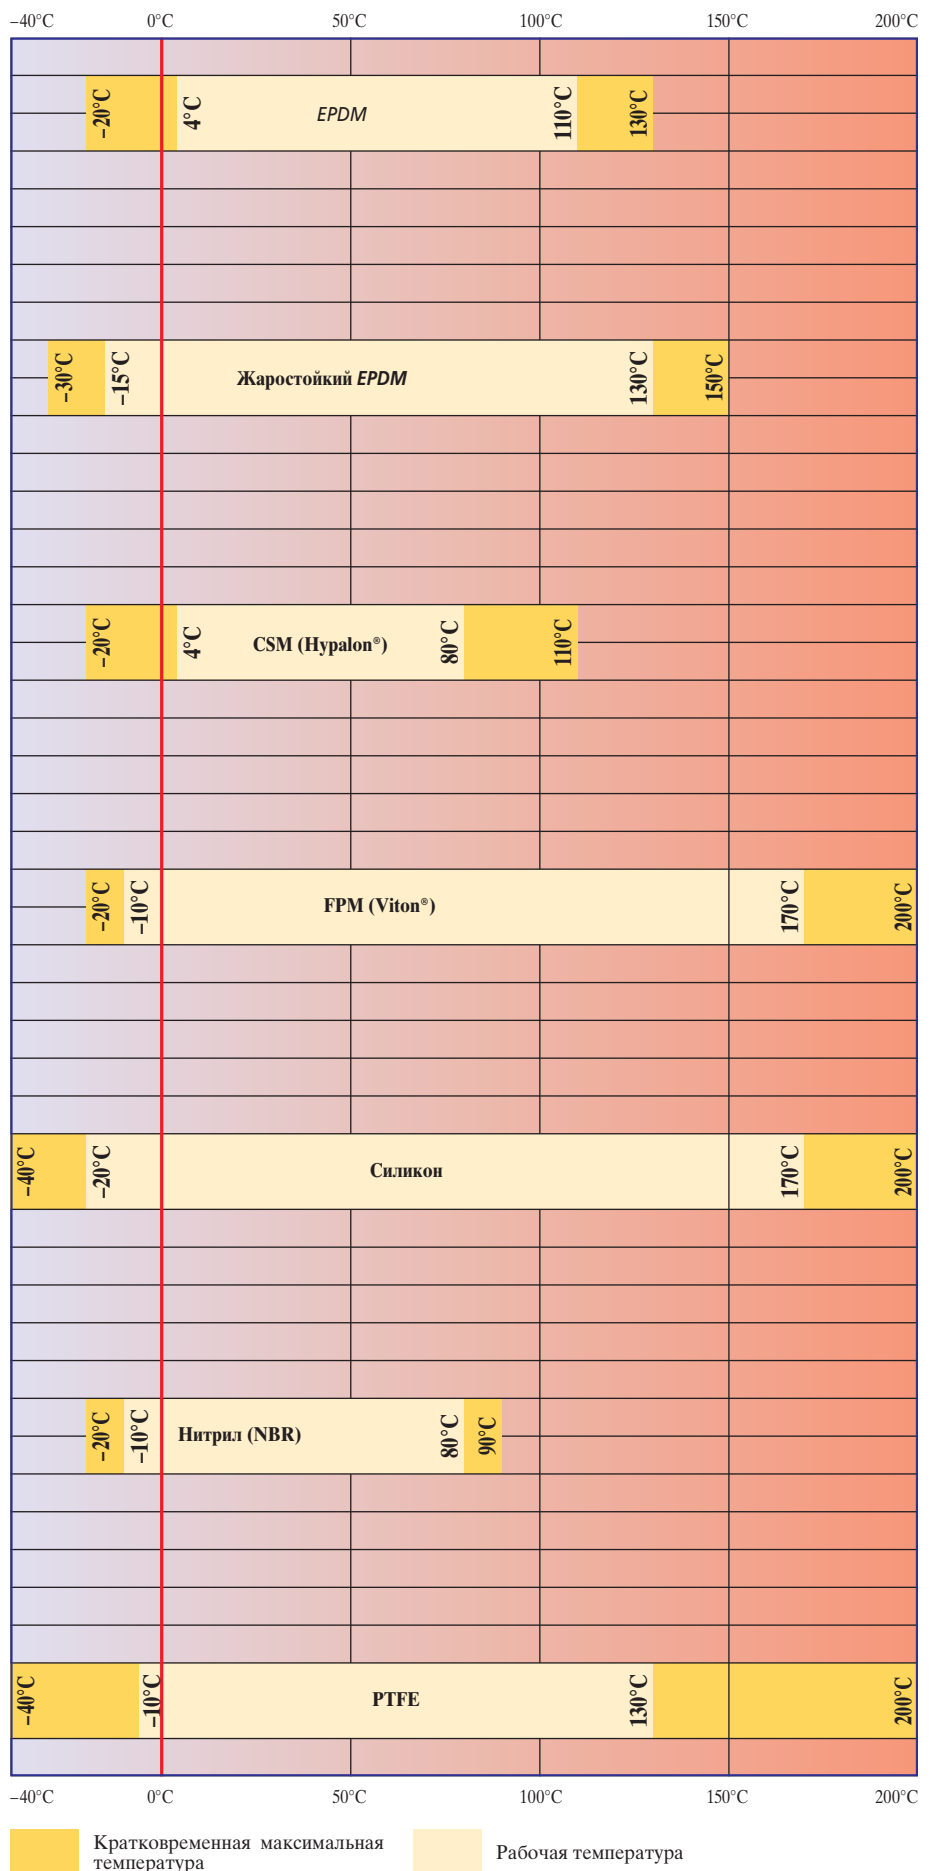 –40°C 0°C 50°C 100°C 150°C 200°C
–20°C 4°C EPDM 110°C 130°C
–30°C –15°C Жаростойкий EPDM 130°C 150°C
–20°C 4°C CSM (Hypalon®) 80°C 110°C
–20°C –10°C FPM (Viton®) 170°C 200°C
–40°C –20°C Силикон 170°C 200°C
–20°C –10°C Нитрил (NBR) 80°C 90°C
–40°C –10°C PTFE 130°C 200°C
–40°C 0°C 50°C 100°C 150°C 200°C
Кратковременная максимальная
температура
Рабочая температура